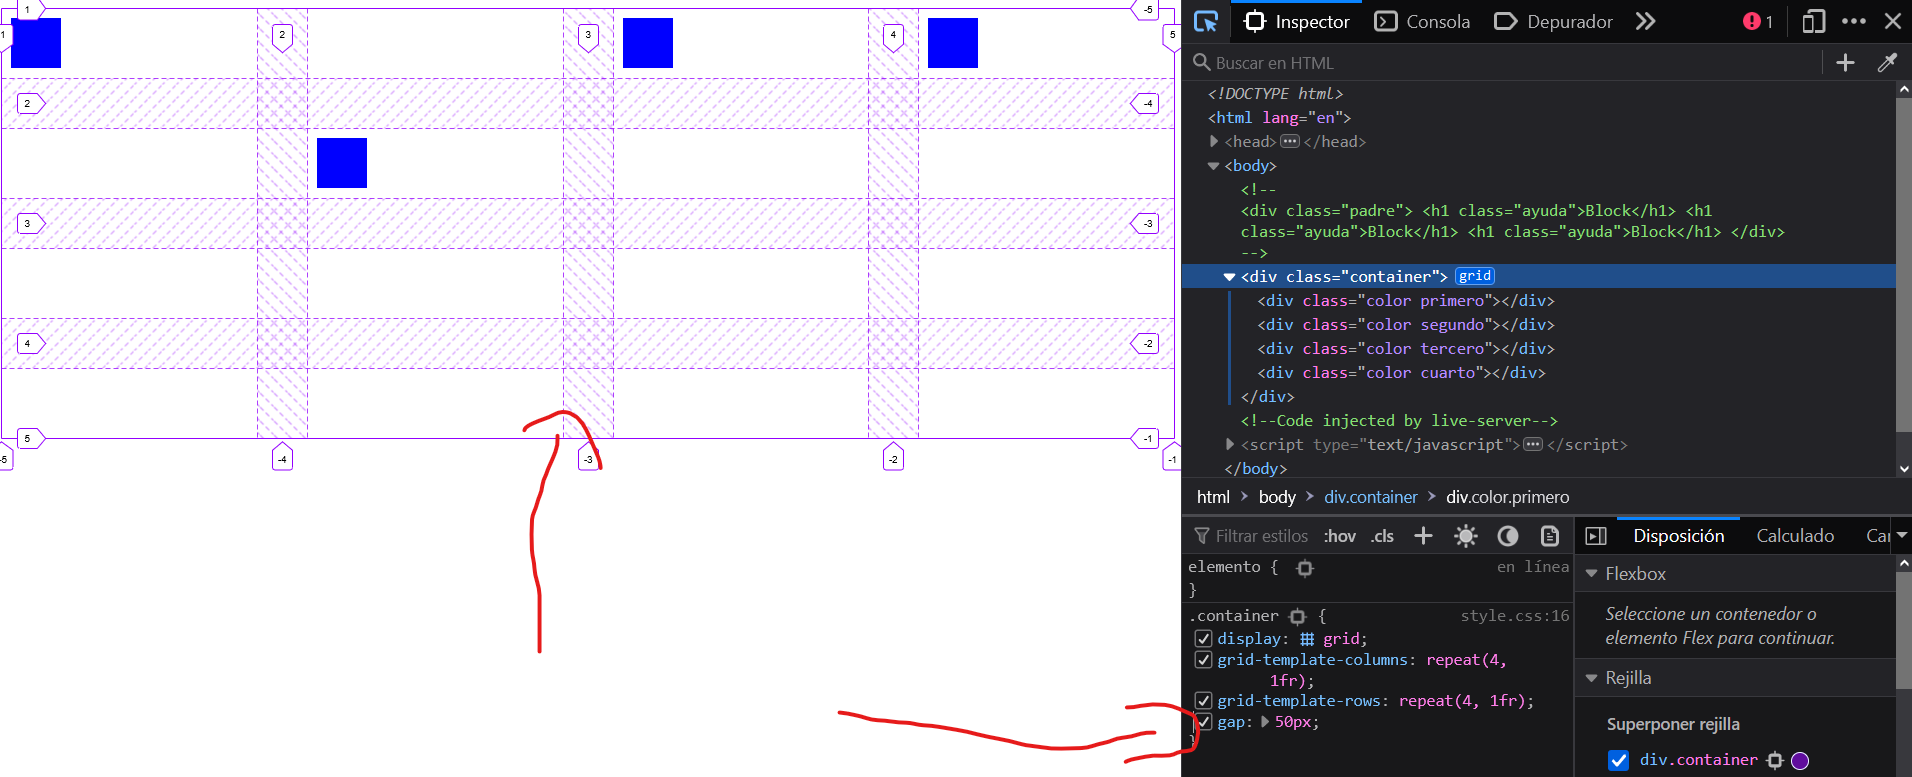 1
-5
1
2
3
4
5
2
-4
3
-3
4
-2
5
-1
-5
-4
-3
-2
-1
Inspector
Consola
Depurador
1
Buscar en HTML
<!DOCTYPE html>
<html lang="en">
<head> ••• </head>
<body>
<!--
<div class="padre"> <h1 class="ayuda">Block</h1> <h1
class="ayuda">Block</h1> <h1 class="ayuda">Block</h1> </div>
-->
<div class="container"> grid
<div class="color primero"></div>
<div class="color segundo"></div>
<div class="color tercero"></div>
<div class="color cuarto"></div>
</div>
<!--Code injected by live-server-->
<script type="text/javascript"> ••• </script>
</body>
html > body > div.container > div.color.primero
Filtrar estilos :hov .cls +
Disposición Calculado Ca
elemento { en línea
}
.container { style.css:16
display: grid;
grid-template-columns: repeat(4,
1fr);
grid-template-rows: repeat(4, 1fr);
gap: 50px;
}
Flexbox
Seleccione un contenedor o
elemento Flex para continuar.
Rejilla
Superponer rejilla
div.container